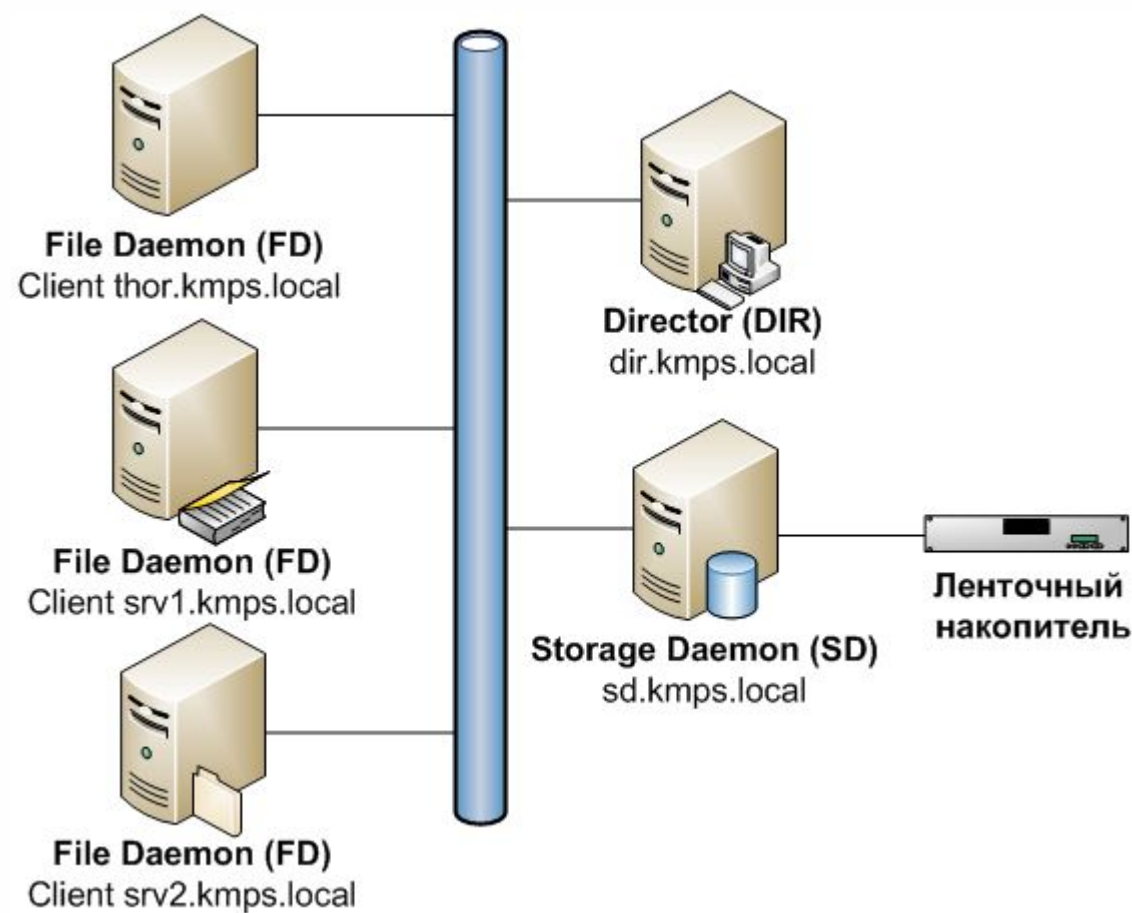 File Daemon (FD)
Client thor.kmps.local
File Daemon (FD)
Client srv1.kmps.local
File Daemon (FD)
Client srv2.kmps.local
Director (DIR)
dir.kmps.local
Storage Daemon (SD)
sd.kmps.local
Ленточный
накопитель